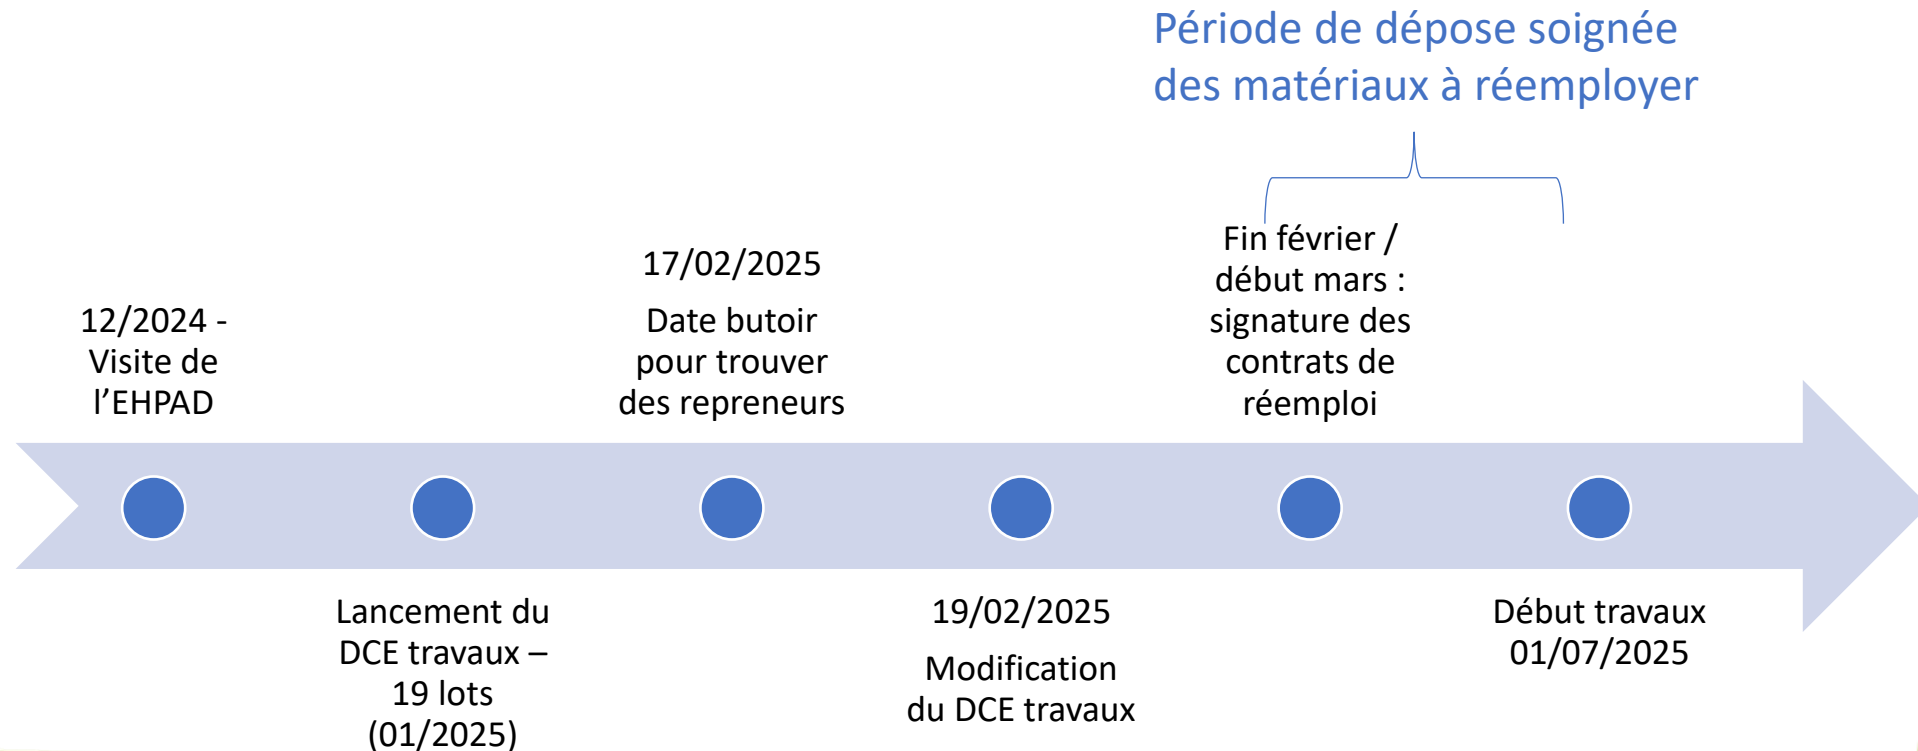 Période de dépose soignée
des matériaux à réemployer
12/2024 -
Visite de
l’EHPAD
Lancement du
DCE travaux –
19 lots
(01/2025)
17/02/2025
Date butoir
pour trouver
des repreneurs
19/02/2025
Modification
du DCE travaux
Fin février /
début mars :
signature des
contrats de
réemploi
Début travaux
01/07/2025